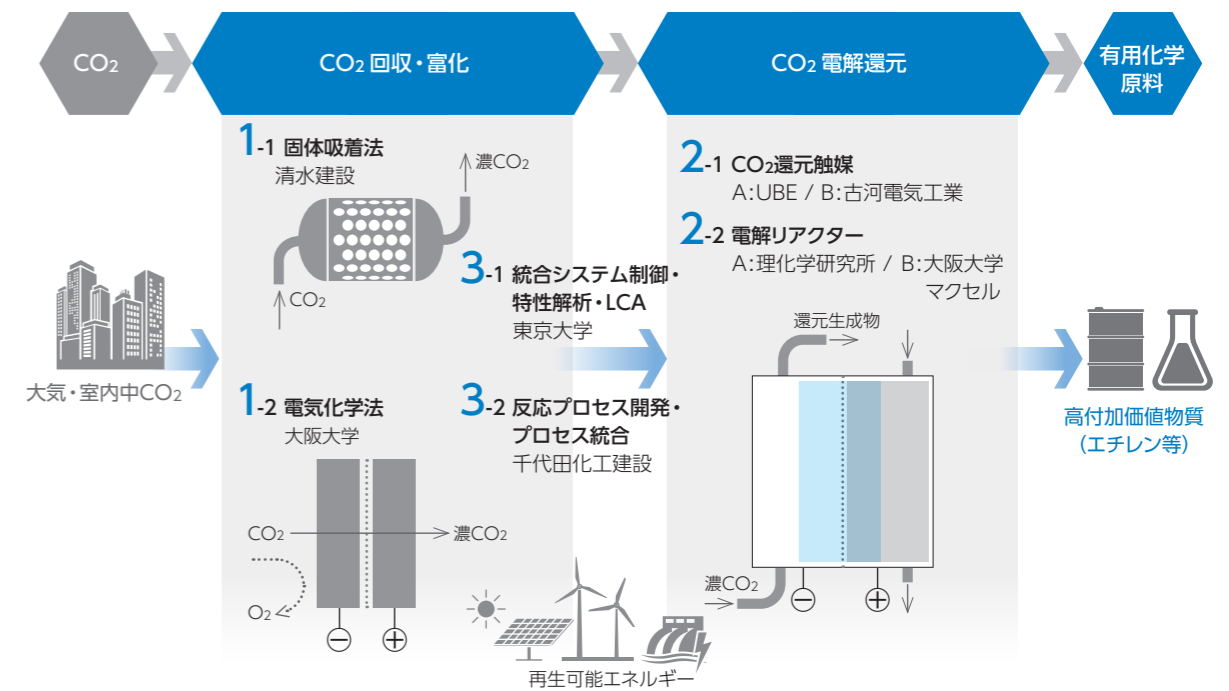 CO₂
CO₂ 回収・富化
CO₂ 電解還元
有用化学
原料
1-1 固体吸着法
清水建設
濃CO₂
CO₂
大気・室内中CO₂
1-2 電気化学法
大阪大学
CO₂
濃CO₂
O₂
⊖
⊕
3-1 統合システム制御・
特性解析・LCA
東京大学
3-2 反応プロセス開発・
プロセス統合
千代田化工建設
再生可能エネルギー
2-1 CO₂還元触媒
A:UBE / B:古河電気工業
2-2 電解リアクター
A:理化学研究所 / B:大阪大学
マクセル
還元生成物
濃CO₂
⊖
⊕
高付加価値物質
(エチレン等)